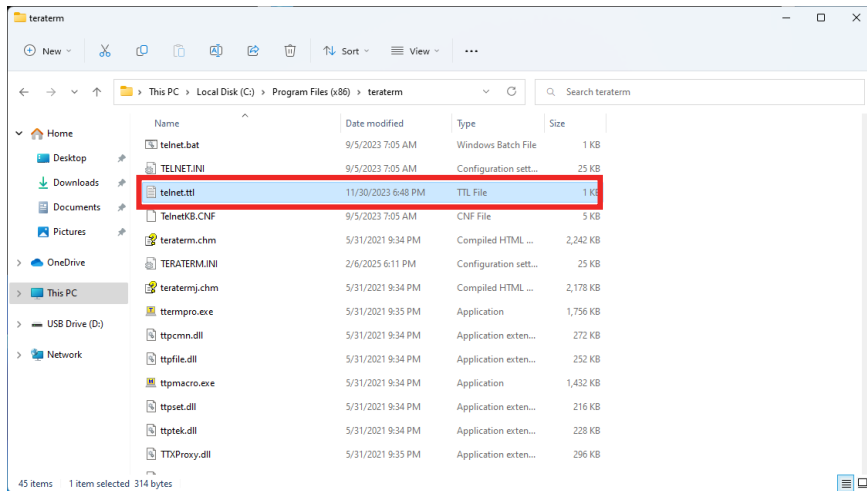 teraterm
New
Sort
View
This PC > Local Disk (C:) > Program Files (x86) > teraterm
Search teraterm
Home
Desktop
Downloads
Documents
Pictures
OneDrive
This PC
USB Drive (D:)
Network
Name Date modified Type Size
telnet.bat 9/5/2023 7:05 AM Windows Batch File 1 KB
TELNET.INI 9/5/2023 7:05 AM Configuration sett... 25 KB
telnet.ttl 11/30/2023 6:48 PM TTL File 1 KB
TelnetKB.CNF 9/5/2023 7:05 AM CNF File 5 KB
teraterm.chm 5/31/2021 9:34 PM Compiled HTML ... 2,242 KB
TERATERM.INI 2/6/2025 6:11 PM Configuration sett... 25 KB
teratermj.chm 5/31/2021 9:34 PM Compiled HTML ... 2,178 KB
ttermpro.exe 5/31/2021 9:35 PM Application 1,756 KB
ttpcmn.dll 5/31/2021 9:34 PM Application exten... 272 KB
ttpfile.dll 5/31/2021 9:34 PM Application exten... 252 KB
ttpmacro.exe 5/31/2021 9:34 PM Application 1,432 KB
ttpset.dll 5/31/2021 9:34 PM Application exten... 216 KB
ttptek.dll 5/31/2021 9:34 PM Application exten... 228 KB
TTXProxy.dll 5/31/2021 9:35 PM Application exten... 296 KB
45 items 1 item selected 314 bytes